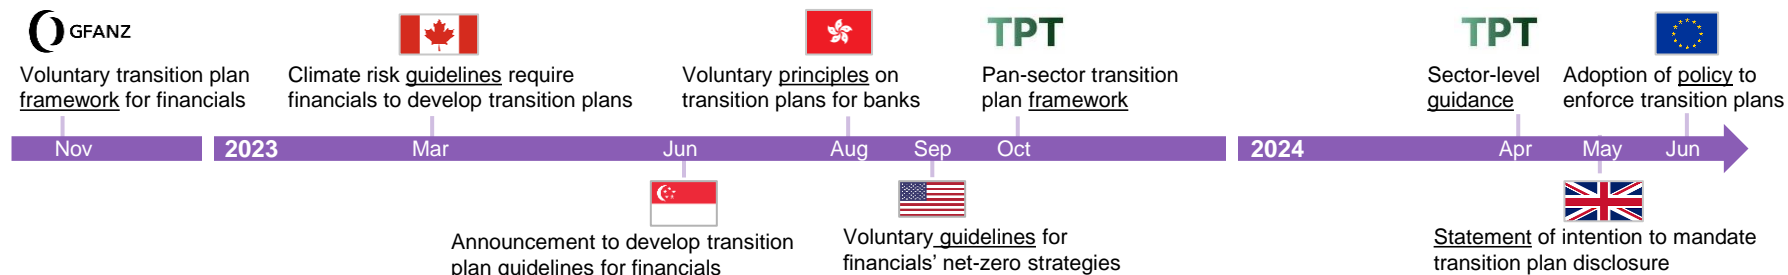 GFANZ
Voluntary transition plan
framework for financials
Climate risk guidelines require
financials to develop transition plans
Voluntary principles on
transition plans for banks
TPT
Pan-sector transition
plan framework
TPT
Sector-level
guidance
Adoption of policy to
enforce transition plans
Nov
2023
Mar
Jun
Aug
Sep
Oct
2024
Apr
May
Jun
Announcement to develop transition
plan guidelines for financials
Voluntary guidelines for
financials' net-zero strategies
Statement of intention to mandate
transition plan disclosure